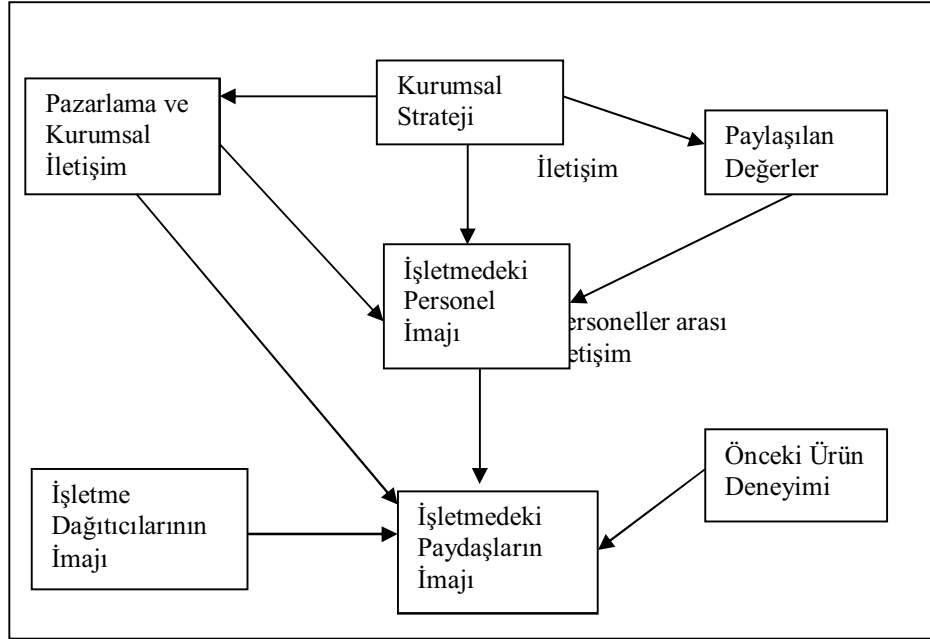 Pazarlama ve
Kurumsal
İletişim
Kurumsal
Strateji
Paylaşılan
Değerler
İletişim
İşletmedeki
Personel
İmajı
ersoneller arası
etişim
İşletme
Dağıtıcılarının
İmajı
İşletmedeki
Paydaşların
İmajı
Önceki Ürün
Deneyimi